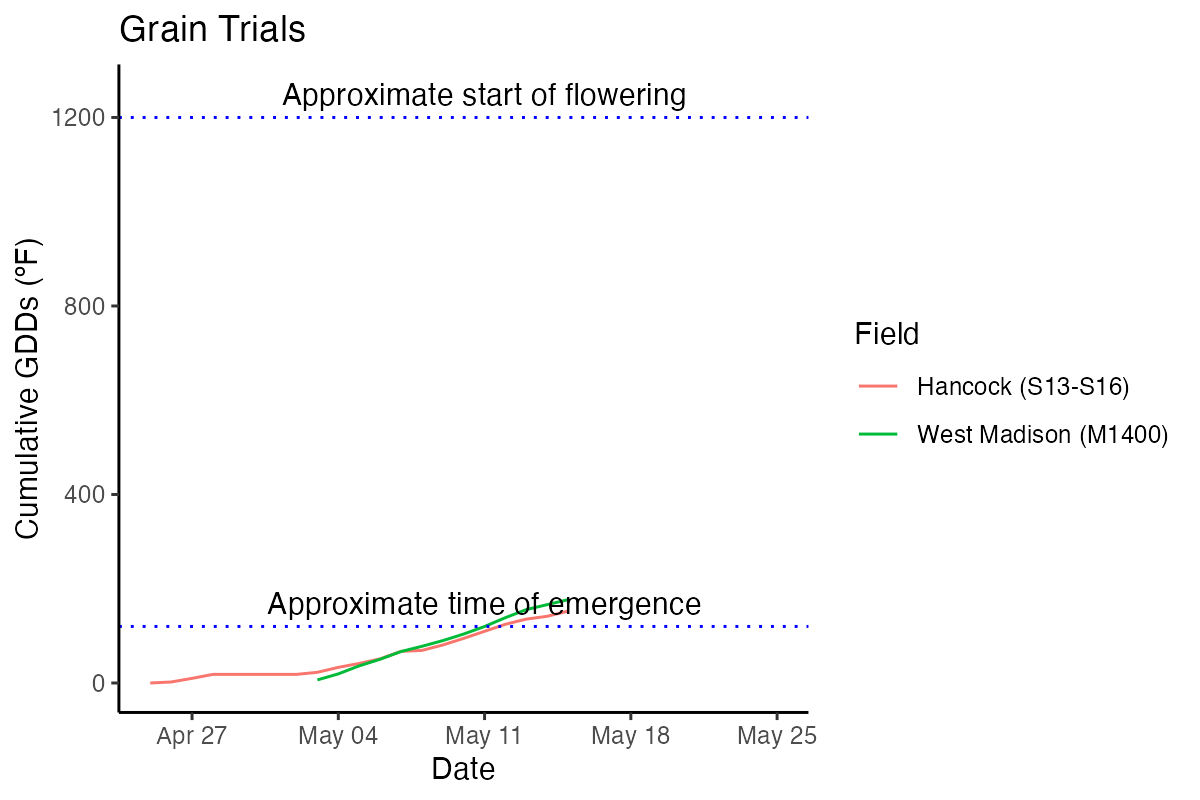 Grain Trials
Approximate start of flowering
1200
800
400
0
Cumulative GDDs (°F)
Approximate time of emergence
Apr 27
May 04
May 11
May 18
May 25
Date
Field
Hancock (S13-S16)
West Madison (M1400)